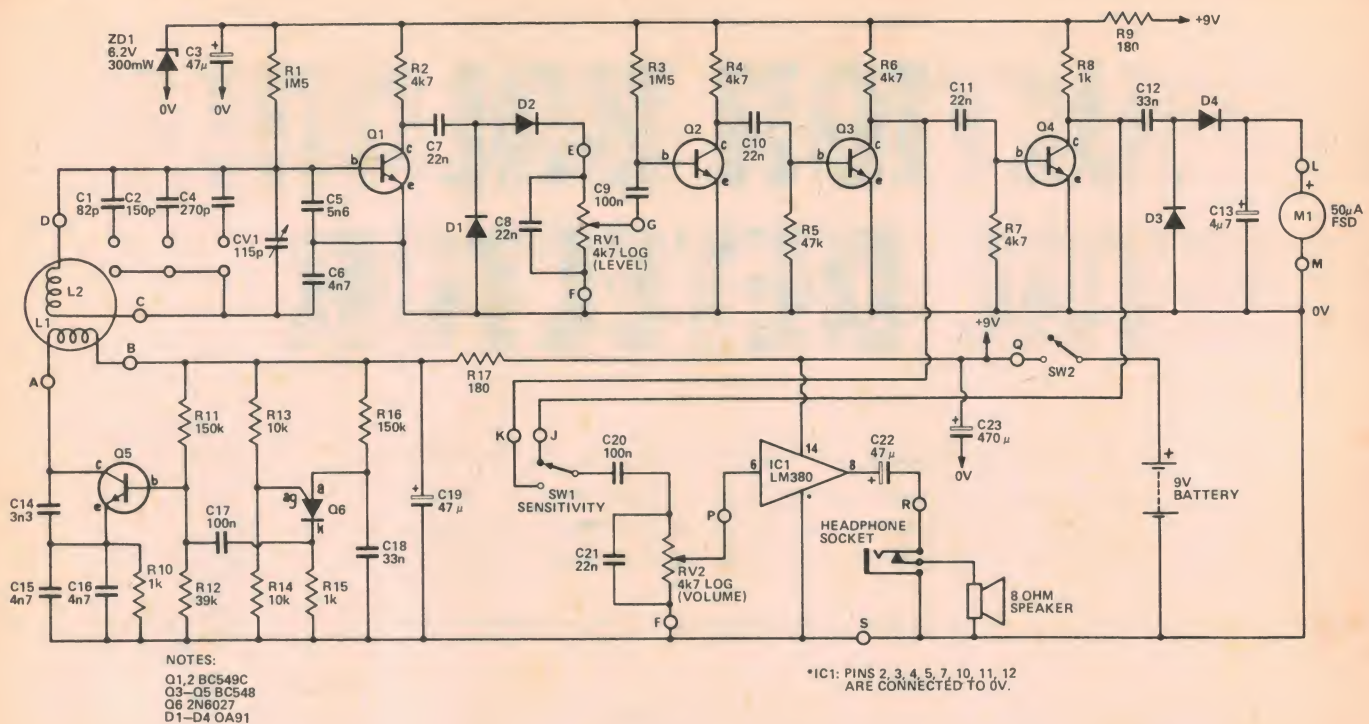 ZD1
6.2V
300mW
C3
47μ
0V
0V
R1
1M5
R2
4k7
R3
1M5
R4
4k7
R6
4k7
R9
180
+9V
R8
1k
C12
33n
D4
C11
22n
Q1
b
c
e
C7
22n
D2
E
C9
100n
G
Q2
b
c
e
C10
22n
Q3
b
c
e
Q4
b
c
e
D
C1
82p
C2
150p
C4
270p
CV1
115p
C5
5n6
C6
4n7
D1
C8
22n
RV1
4k7 LOG
(LEVEL)
F
R5
47k
R7
4k7
D3
C13
4μ7
L
+
M1
50μA
FSD
M
0V
L2
L1
C
B
A
R17
180
+9V
Q
SW2
R11
150k
R13
10k
R16
150k
Q5
c
b
e
C14
3n3
C15
4n7
C16
4n7
R10
1k
C17
100n
R12
39k
R14
10k
ag
a
k
Q6
R15
1k
C18
33n
C19
47μ
K
J
SW1
SENSITIVITY
C20
100n
C21
22n
RV2
4k7 LOG
(VOLUME)
F
P
6
IC1
LM380
14
8
*
C22
47μ
R
C23
470μ
0V
HEADPHONE
SOCKET
8 OHM
SPEAKER
S
9V
BATTERY
NOTES:
Q1,2 BC549C
Q3–Q5 BC548
Q6 2N6027
D1–D4 OA91
*IC1: PINS 2, 3, 4, 5, 7, 10, 11, 12
ARE CONNECTED TO 0V.